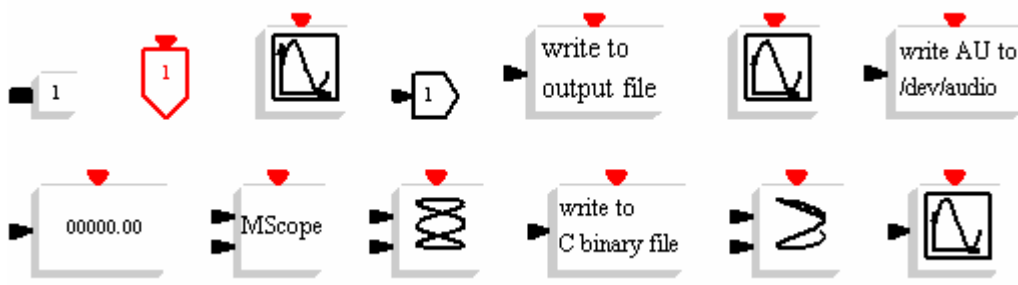 1
1
1
write to
output file
write AU to
/dev/audio
00000.00
MScope
write to
C binary file